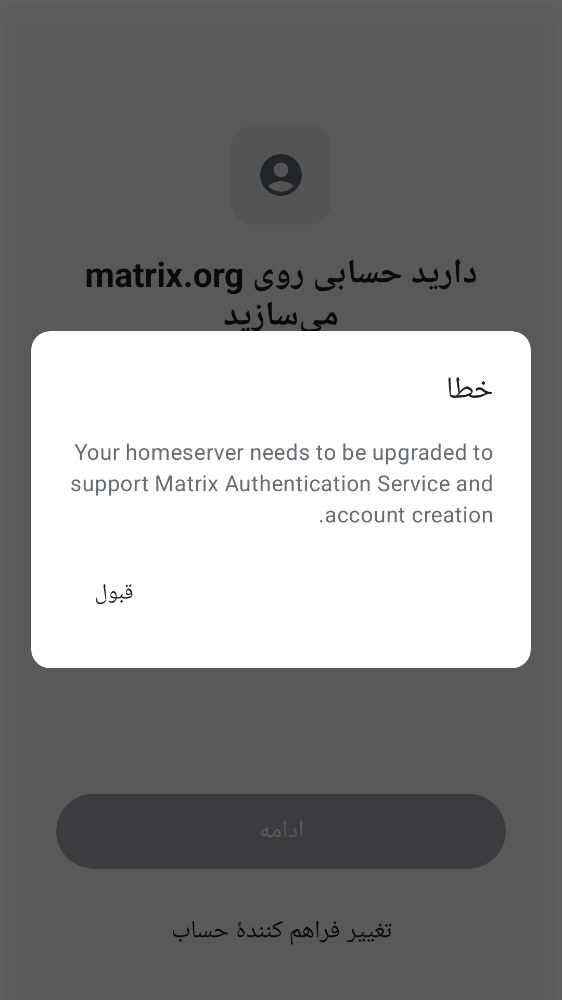 دارید حسابی روی matrix.org
می‌سازید
خطا
Your homeserver needs to be upgraded to
support Matrix Authentication Service and
account creation.
قبول
ادامه
تغییر فراهم کنندهٔ حساب